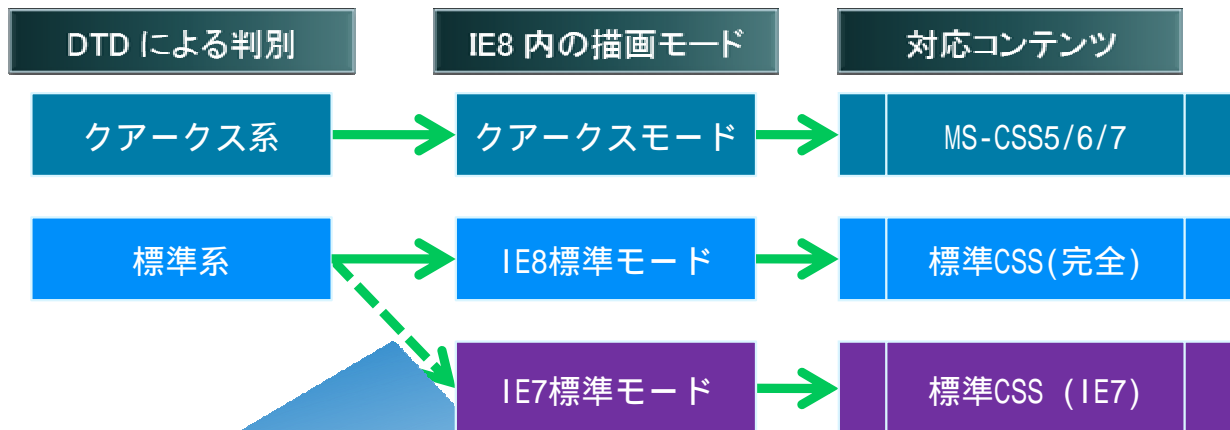 DTD による判別
IE8 内の描画モード
対応コンテンツ
クアークス系
クアークスモード
MS-CSS5/6/7
標準系
IE8標準モード
標準CSS(完全)
IE7標準モード
標準CSS (IE7)